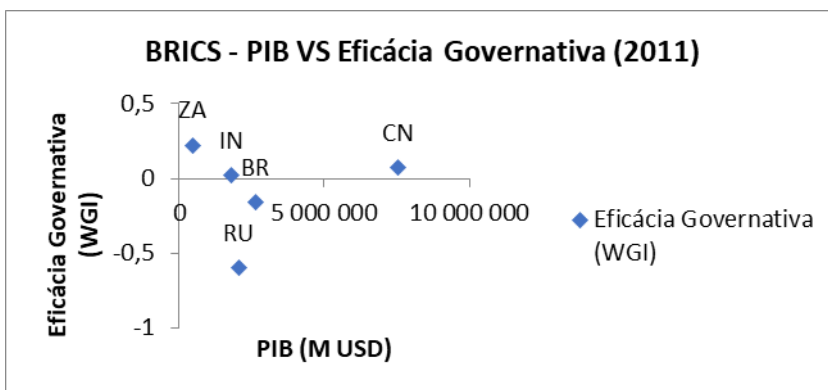 BRICS - PIB VS Eficácia Governativa (2011)
Eficácia Governativa
(WGI)
0,5
0
-0,5
-1
ZA
IN
BR
RU
CN
0
5 000 000
10 000 000
PIB (M USD)
Eficácia Governativa
(WGI)